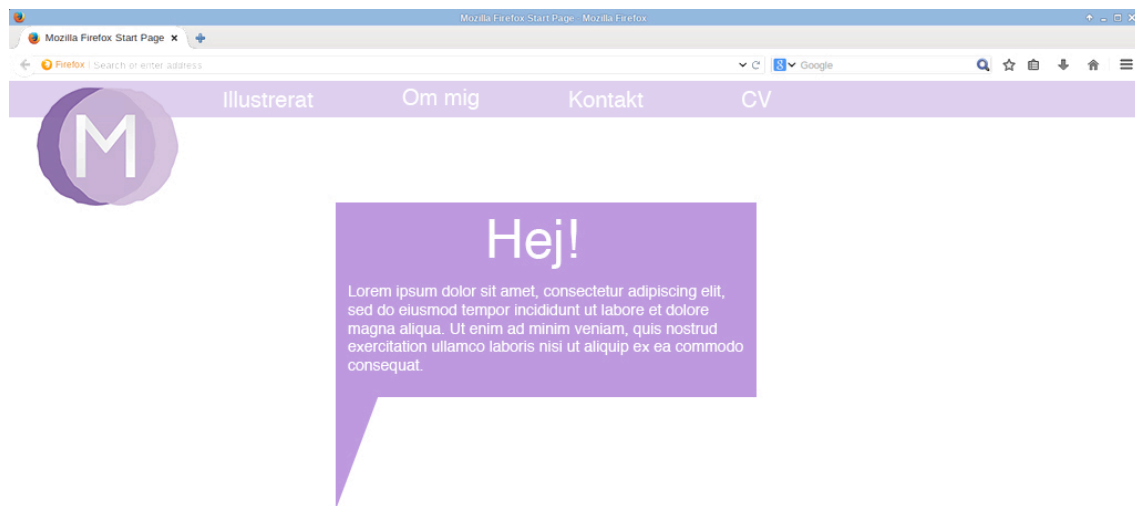 Mozilla Firefox Start Page - Mozilla Firefox
Mozilla Firefox Start Page
Firefox Search or enter address
Google
Illustrerat Om mig Kontakt CV
M
Hej!
Lorem ipsum dolor sit amet, consectetur adipiscing elit,
sed do eiusmod tempor incididunt ut labore et dolore
magna aliqua. Ut enim ad minim veniam, quis nostrud
exercitation ullamco laboris nisi ut aliquip ex ea commodo
consequat.